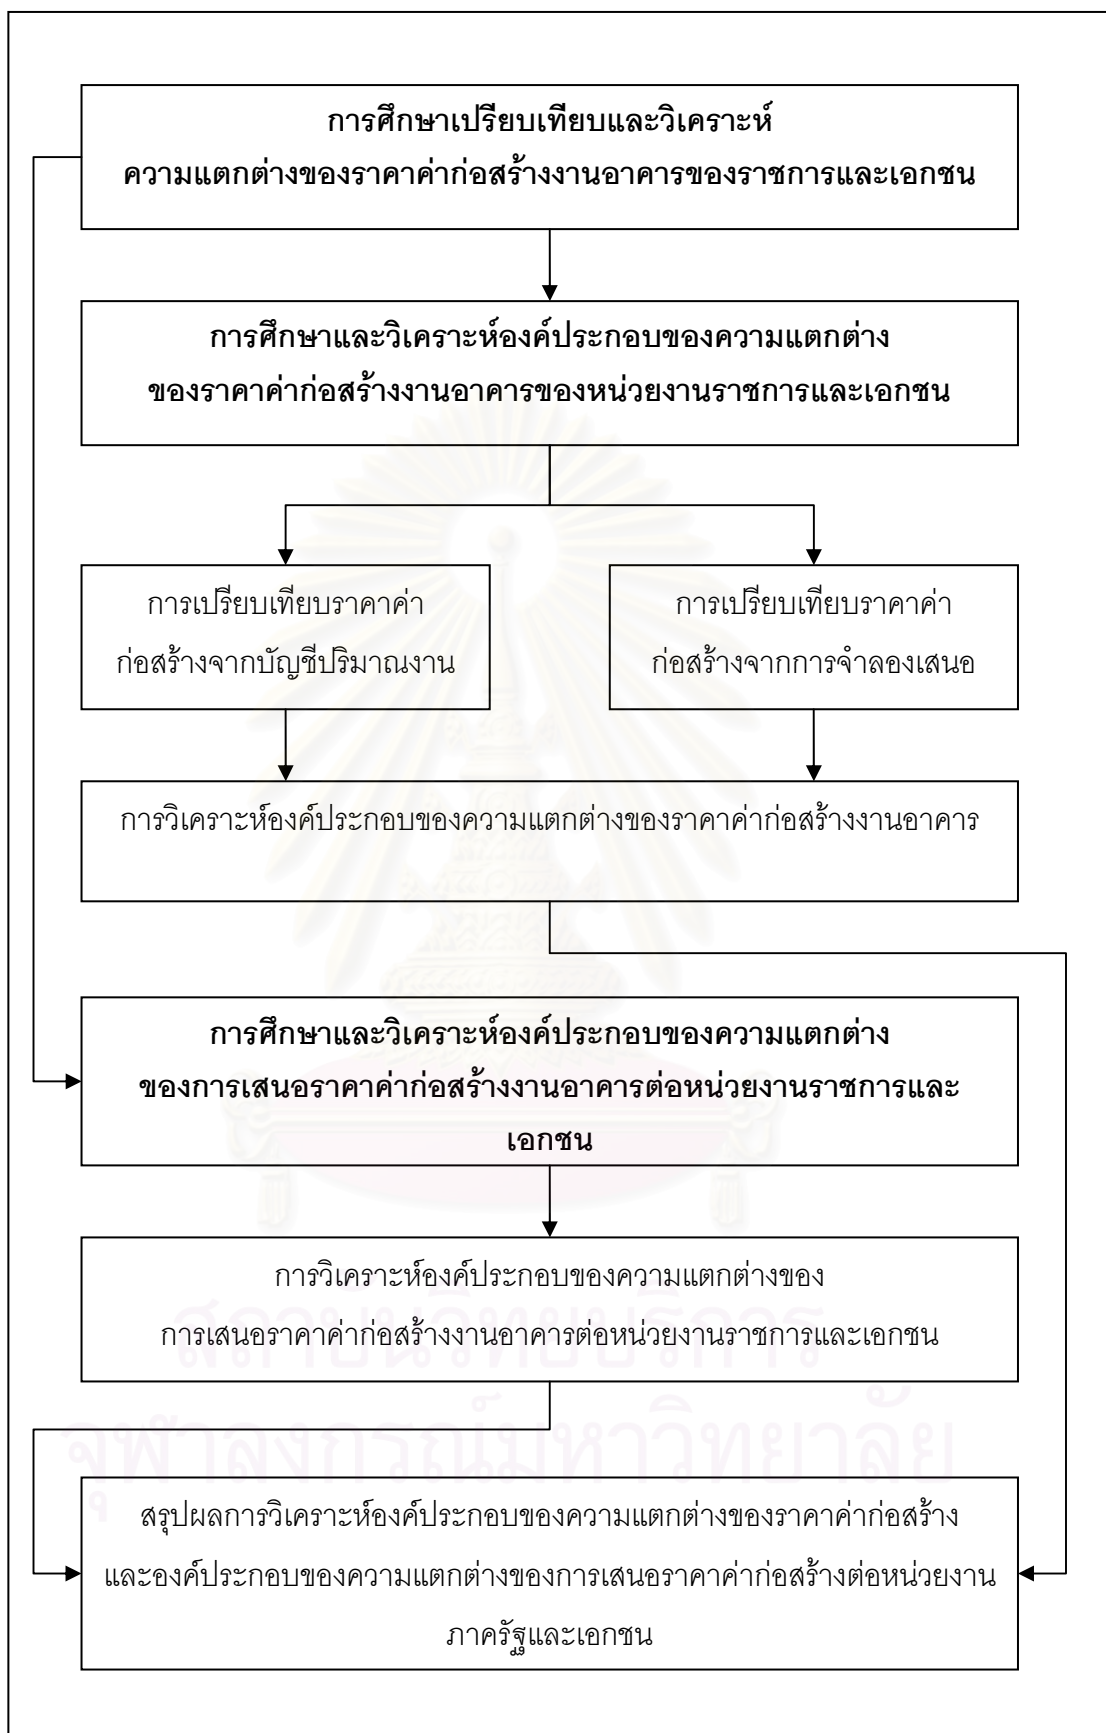 การศึกษาเปรียบเทียบและวิเคราะห์
ความแตกต่างของราคาค่าก่อสร้างงานอาคารของราชการและเอกชน
การศึกษาและวิเคราะห์องค์ประกอบของความแตกต่าง
ของราคาค่าก่อสร้างงานอาคารของหน่วยงานราชการและเอกชน
การเปรียบเทียบราคาค่า
ก่อสร้างจากบัญชีปริมาณงาน
การเปรียบเทียบราคาค่า
ก่อสร้างจากการจำลองเสนอ
การวิเคราะห์องค์ประกอบของความแตกต่างของราคาค่าก่อสร้างงานอาคาร
การศึกษาและวิเคราะห์องค์ประกอบของความแตกต่าง
ของการเสนอราคาค่าก่อสร้างงานอาคารต่อหน่วยงานราชการและ
เอกชน
การวิเคราะห์องค์ประกอบของความแตกต่างของ
การเสนอราคาค่าก่อสร้างงานอาคารต่อหน่วยงานราชการและเอกชน
สถาบันวิทยบริการ
จุฬาลงกรณ์มหาวิทยาลัย
สรุปผลการวิเคราะห์องค์ประกอบของความแตกต่างของราคาค่าก่อสร้าง
และองค์ประกอบของความแตกต่างของการเสนอราคาค่าก่อสร้างต่อหน่วยงาน
ภาครัฐและเอกชน